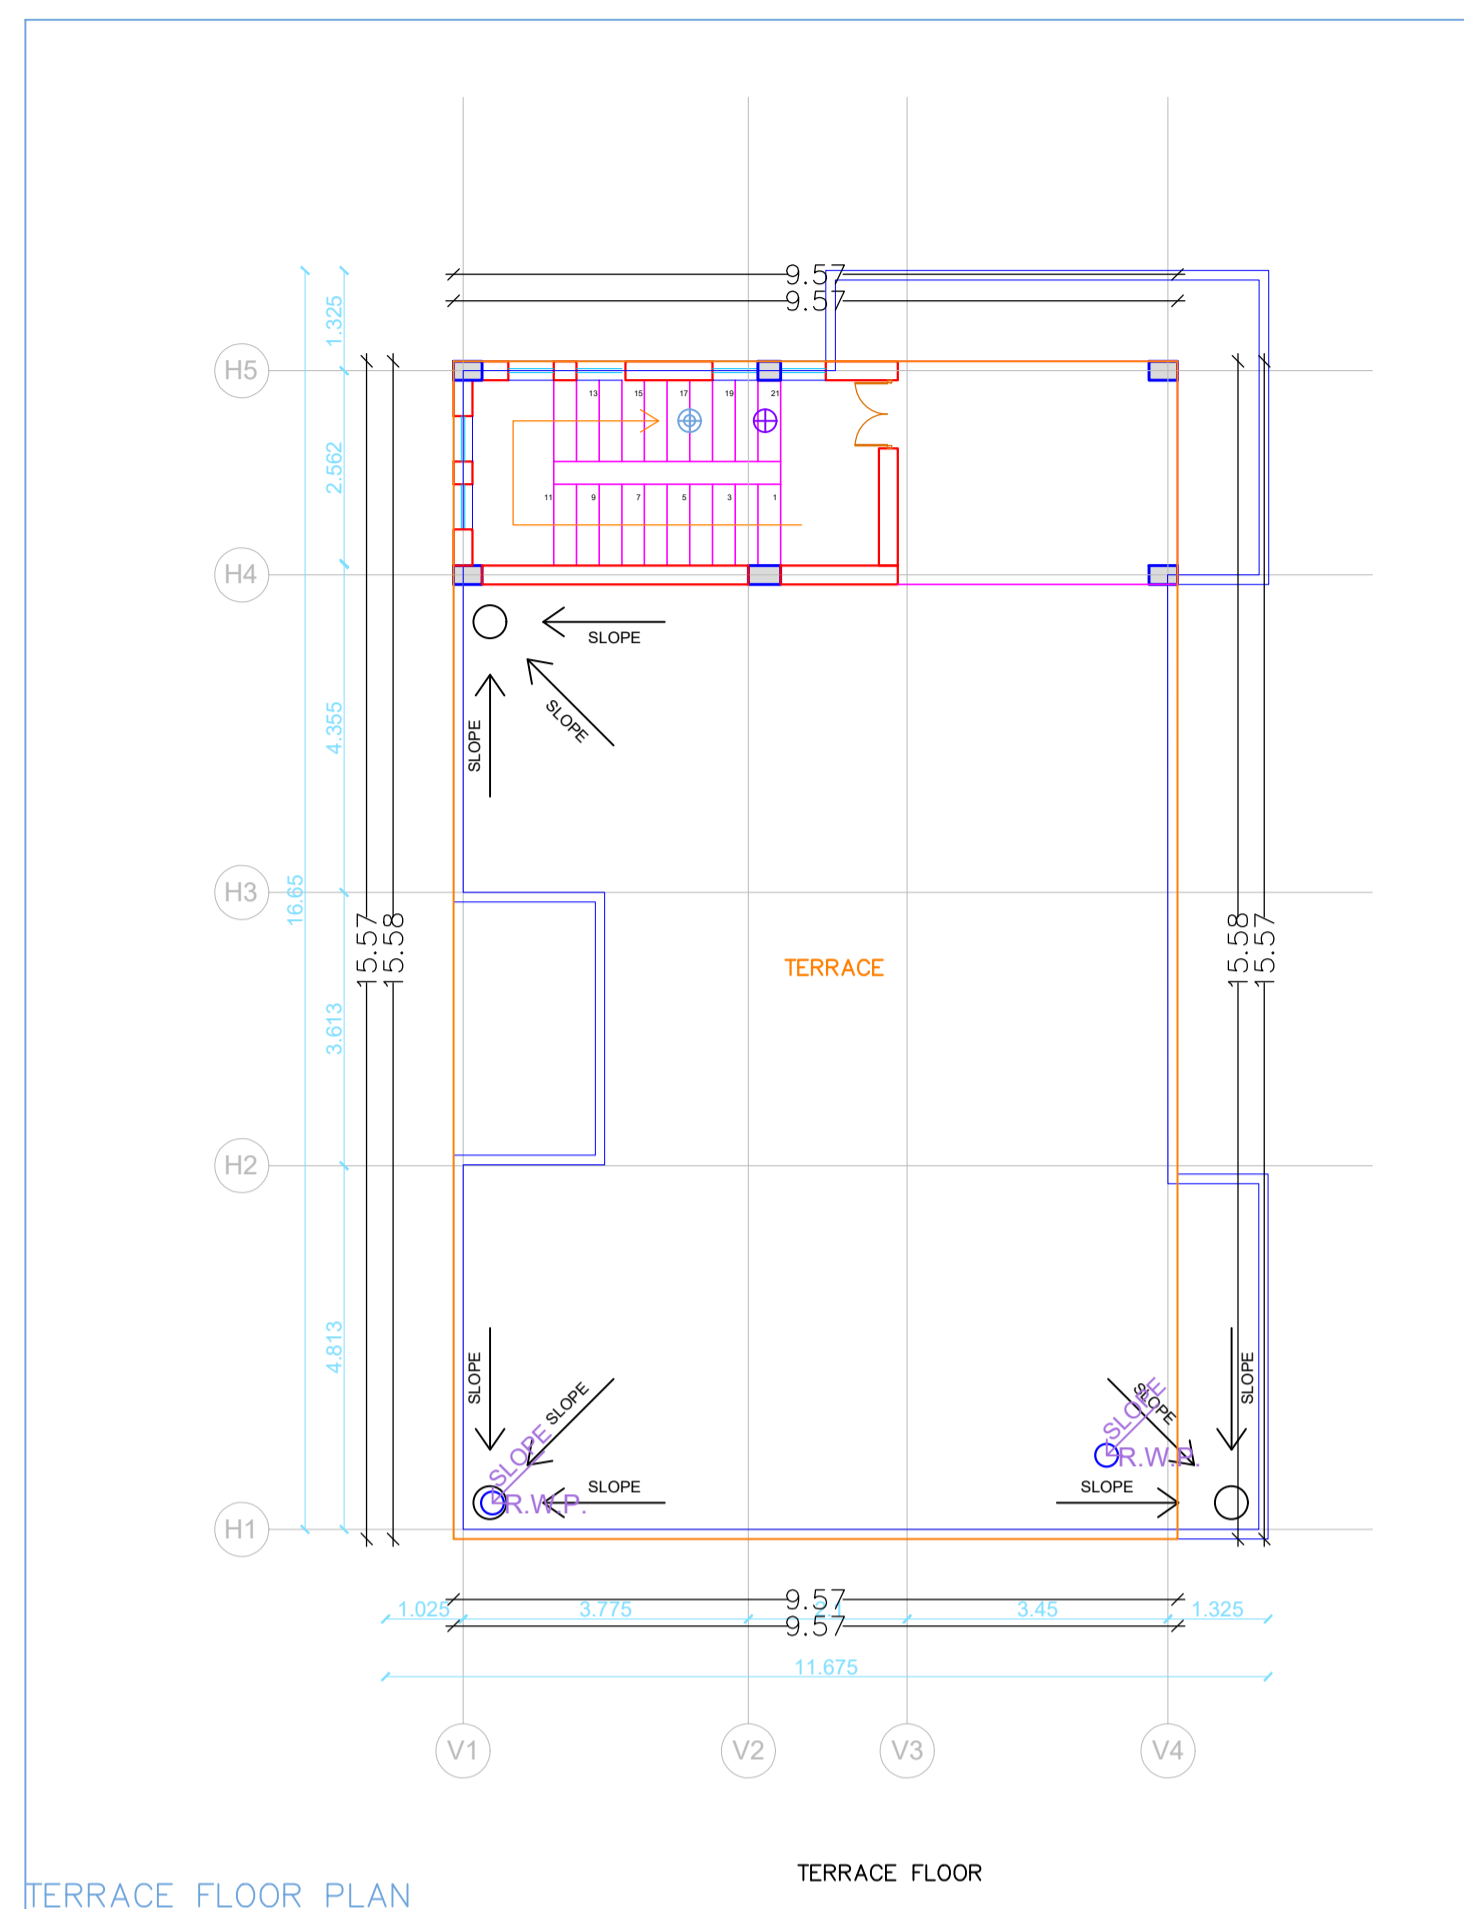 9.57
9.57
1.325
H5
13
15
17
19
21
2.562
11
9
7
5
3
1
H4
SLOPE
SLOPE
SLOPE
4.355
H3
16.65
15.57
15.58
15.58
15.57
TERRACE
3.613
H2
4.813
SLOPE
SLOPE
SLOPE
SLOPE
SLOPE
SLOPE
R.W.P.
R.W.P.
SLOPE
SLOPE
H1
9.57
1.025
3.775
3.45
1.325
9.57
11.675
V1
V2
V3
V4
TERRACE FLOOR
TERRACE FLOOR PLAN